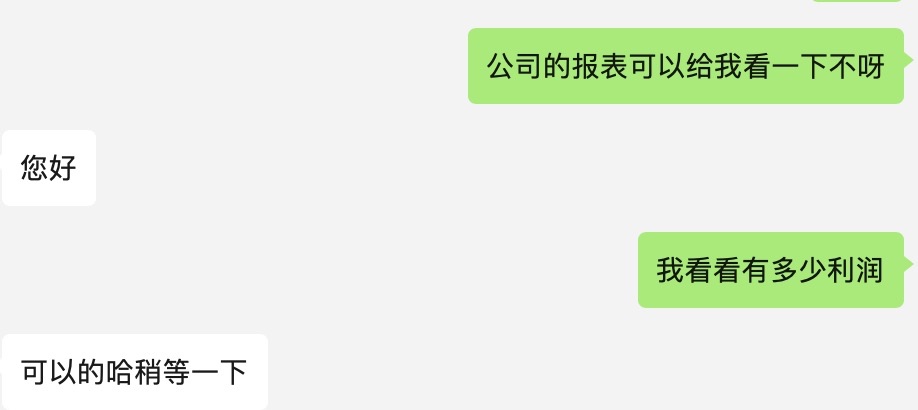 公司的报表可以给我看一下不呀
您好
我看看有多少利润
可以的哈稍等一下